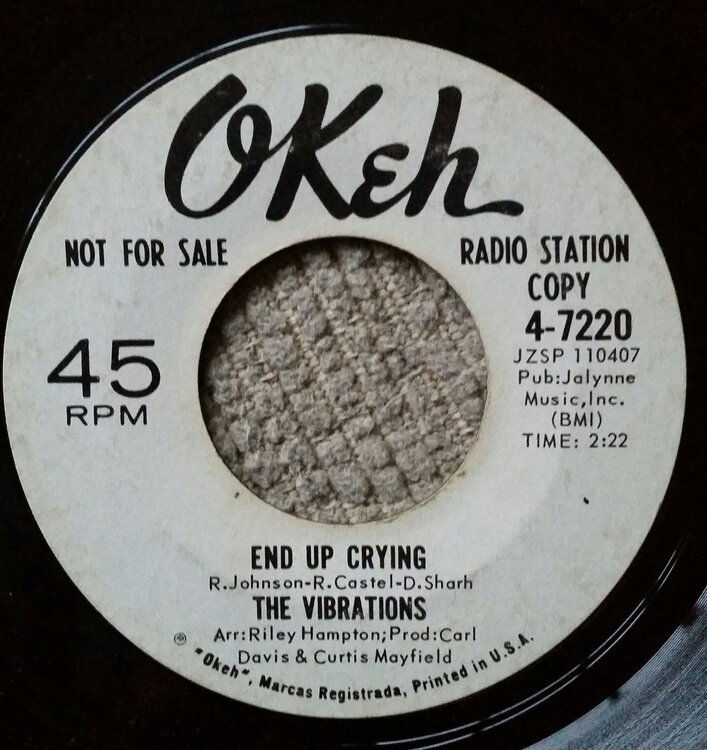 OKeh
NOT FOR SALE
RADIO STATION
COPY
4-7220
JZSP 110407
Pub:Jalynne
Music,Inc.
(BMI)
TIME: 2:22
45
RPM
END UP CRYING
R.Johnson-R.Castel-D.Sharh
THE VIBRATIONS
Arr:Riley Hampton;Prod:Carl
Davis & Curtis Mayfield
℗ "Okeh", Marcas Registrada, Printed in U.S.A.